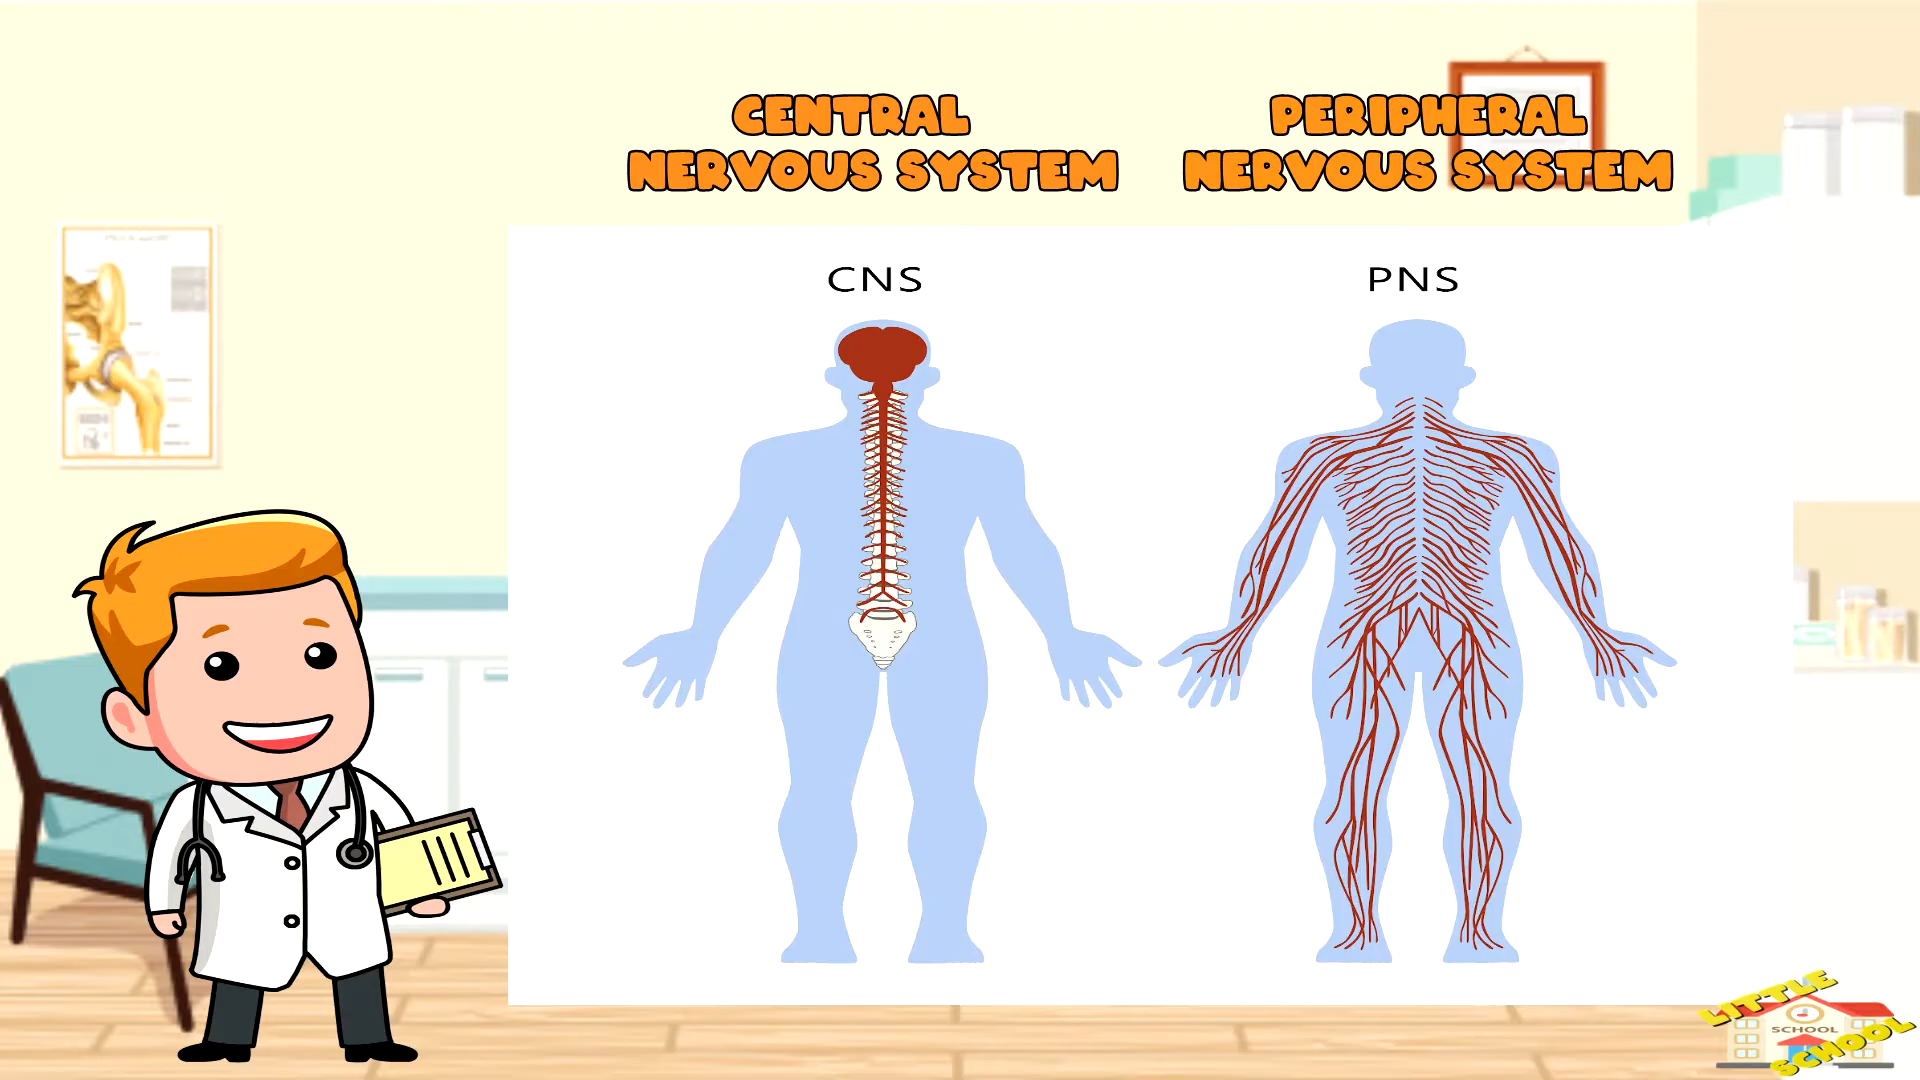 CENTRAL
NERVOUS SYSTEM
PERIPHERAL
NERVOUS SYSTEM
CNS
PNS
LITTLE
SCHOOL
SCHOOL